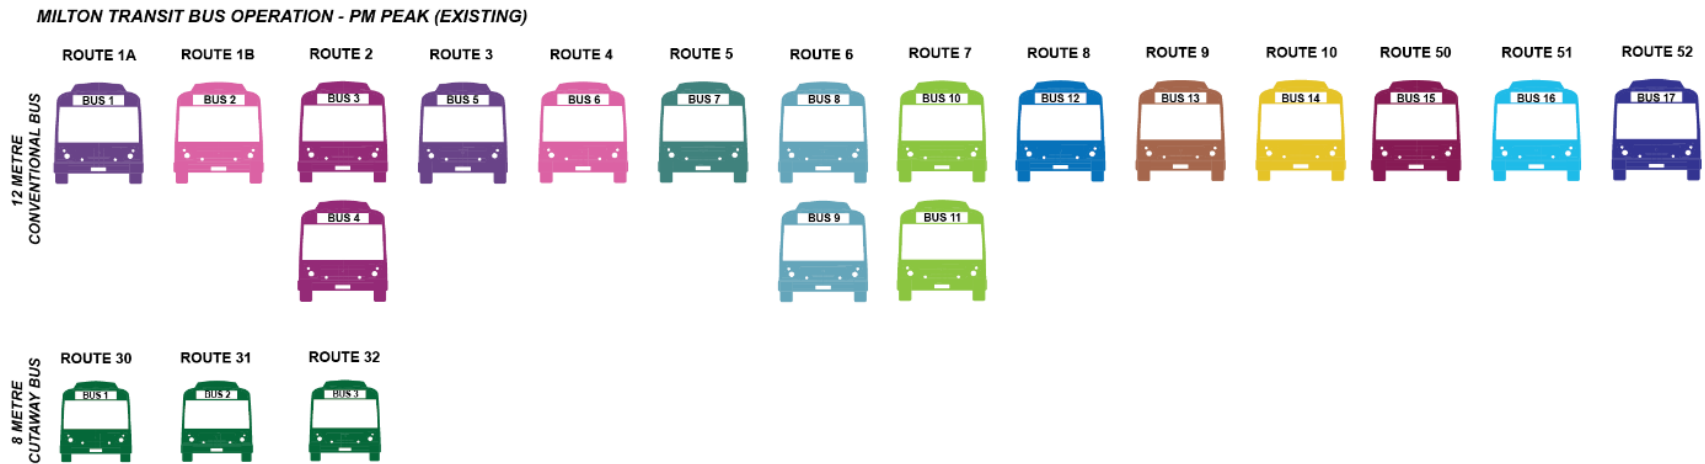 MILTON TRANSIT BUS OPERATION - PM PEAK (EXISTING)
ROUTE 1A ROUTE 1B ROUTE 2 ROUTE 3 ROUTE 4 ROUTE 5 ROUTE 6 ROUTE 7 ROUTE 8 ROUTE 9 ROUTE 10 ROUTE 50 ROUTE 51 ROUTE 52
12 METRE
CONVENTIONAL BUS
BUS 1 BUS 2 BUS 3 BUS 5 BUS 6 BUS 7 BUS 8 BUS 10 BUS 12 BUS 13 BUS 14 BUS 15 BUS 16 BUS 17
BUS 4 BUS 9 BUS 11
ROUTE 30 ROUTE 31 ROUTE 32
8 METRE
CUTAWAY BUS
BUS 1 BUS 2 BUS 3